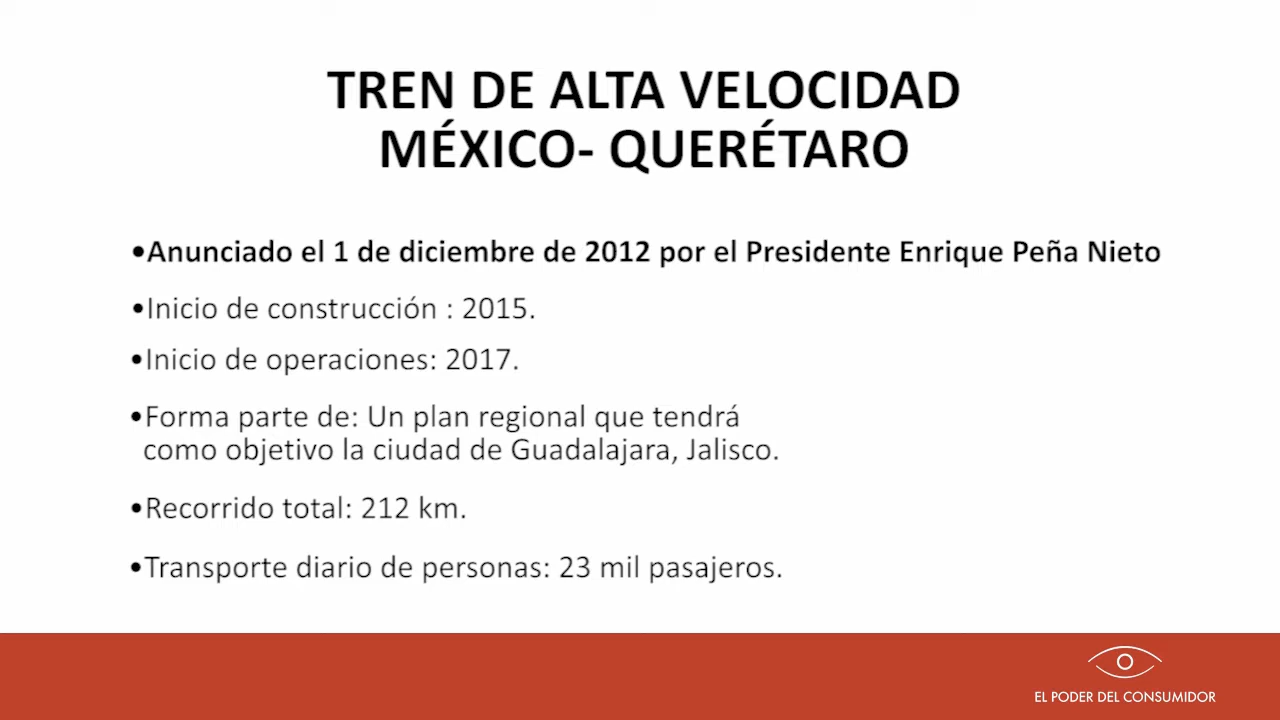 TREN DE ALTA VELOCIDAD
MÉXICO- QUERÉTARO
•Anunciado el 1 de diciembre de 2012 por el Presidente Enrique Peña Nieto
•Inicio de construcción : 2015.
•Inicio de operaciones: 2017.
•Forma parte de: Un plan regional que tendrá
como objetivo la ciudad de Guadalajara, Jalisco.
•Recorrido total: 212 km.
•Transporte diario de personas: 23 mil pasajeros.
EL PODER DEL CONSUMIDOR